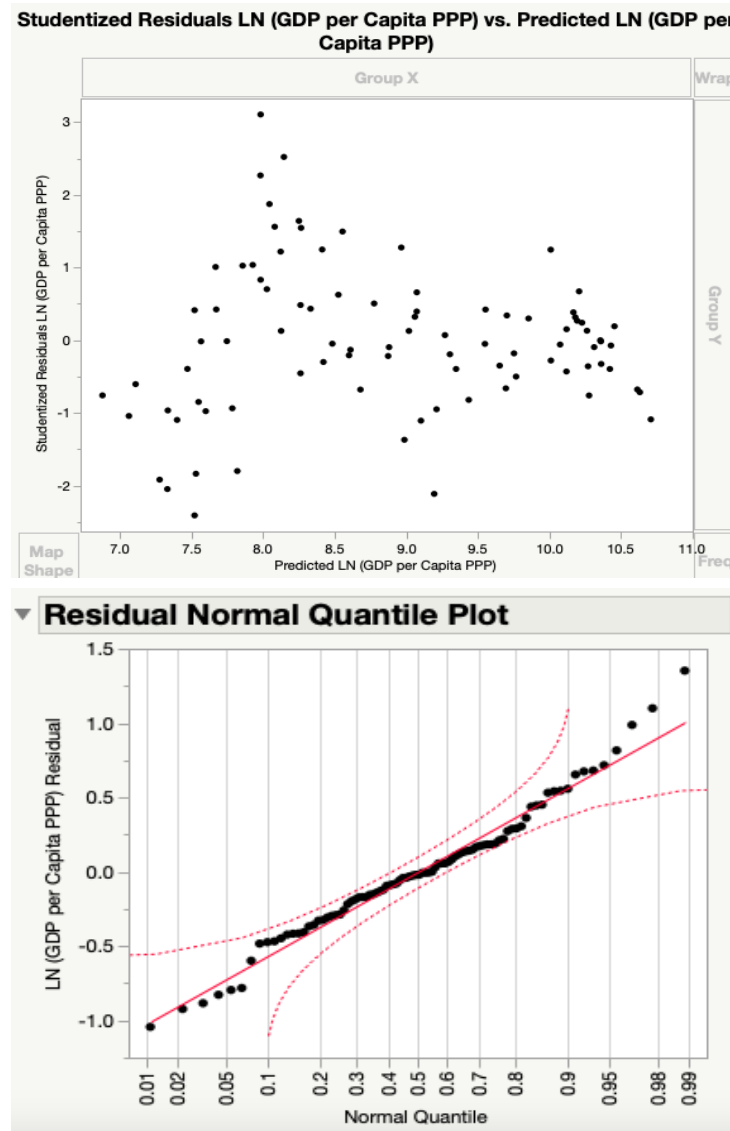 Studentized Residuals LN (GDP per Capita PPP) vs. Predicted LN (GDP per
Capita PPP)
Group X
Wrap
Studentized Residuals LN (GDP per Capita PPP)
3
2
1
0
-1
-2
Group Y
Map
Shape
7.0 7.5 8.0 8.5 9.0 9.5 10.0 10.5 11.0
Predicted LN (GDP per Capita PPP)
Freq
Residual Normal Quantile Plot
LN (GDP per Capita PPP) Residual
1.5
1.0
0.5
0.0
-0.5
-1.0
0.01 0.02 0.05 0.1 0.2 0.3 0.4 0.5 0.6 0.7 0.8 0.9 0.95 0.98 0.99
Normal Quantile